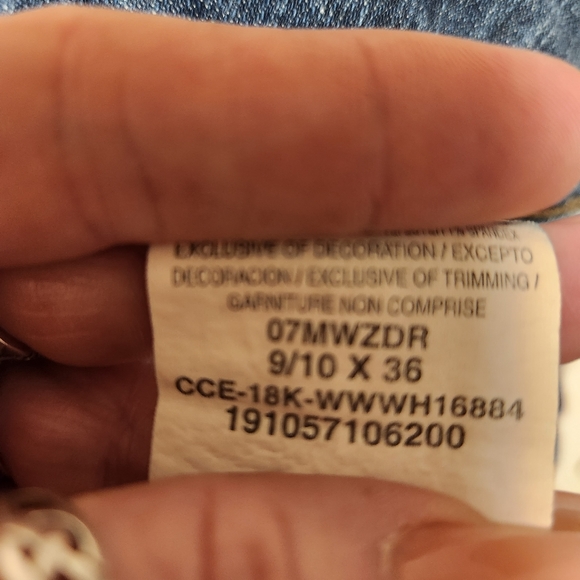 SPANDEX
EXCLUSIVE OF DECORATION / EXCEPTO
DECORACION / EXCLUSIVE OF TRIMMING /
GARNITURE NON COMPRISE
07MWZDR
9/10 X 36
CCE-18K-WWWH16884
191057106200